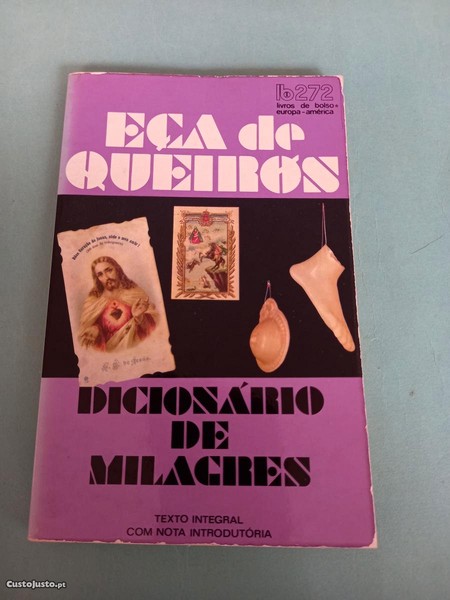 lb272
livros de bolso
europa-américa
EÇA de
QUEIRÓS
DICIONÁRIO
DE
MILAGRES
TEXTO INTEGRAL
COM NOTA INTRODUTÓRIA
CustoJusto.pt